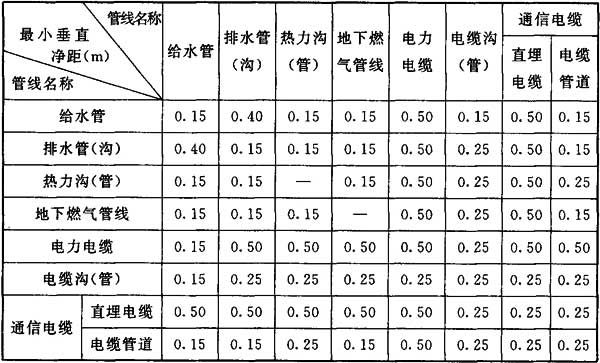 管线名称
最小垂直
净距(m)
管线名称
给水管
排水管
(沟)
热力沟
(管)
地下燃
气管线
电力
电缆
电缆沟
(管)
通信电缆
直埋
电缆
电缆
管道
给水管 0.15 0.40 0.15 0.15 0.50 0.15 0.50 0.15
排水管(沟) 0.40 0.15 0.15 0.15 0.50 0.25 0.50 0.15
热力沟(管) 0.15 0.15 — 0.15 0.50 0.25 0.50 0.25
地下燃气管线 0.15 0.15 0.15 — 0.50 0.25 0.50 0.15
电力电缆 0.15 0.50 0.50 0.50 0.50 0.25 0.50 0.50
电缆沟(管) 0.15 0.25 0.25 0.25 0.25 0.25 0.25 0.25
通信电缆
直埋电缆 0.50 0.50 0.50 0.50 0.50 0.25 0.25 0.25
电缆管道 0.15 0.15 0.25 0.15 0.50 0.25 0.25 0.25